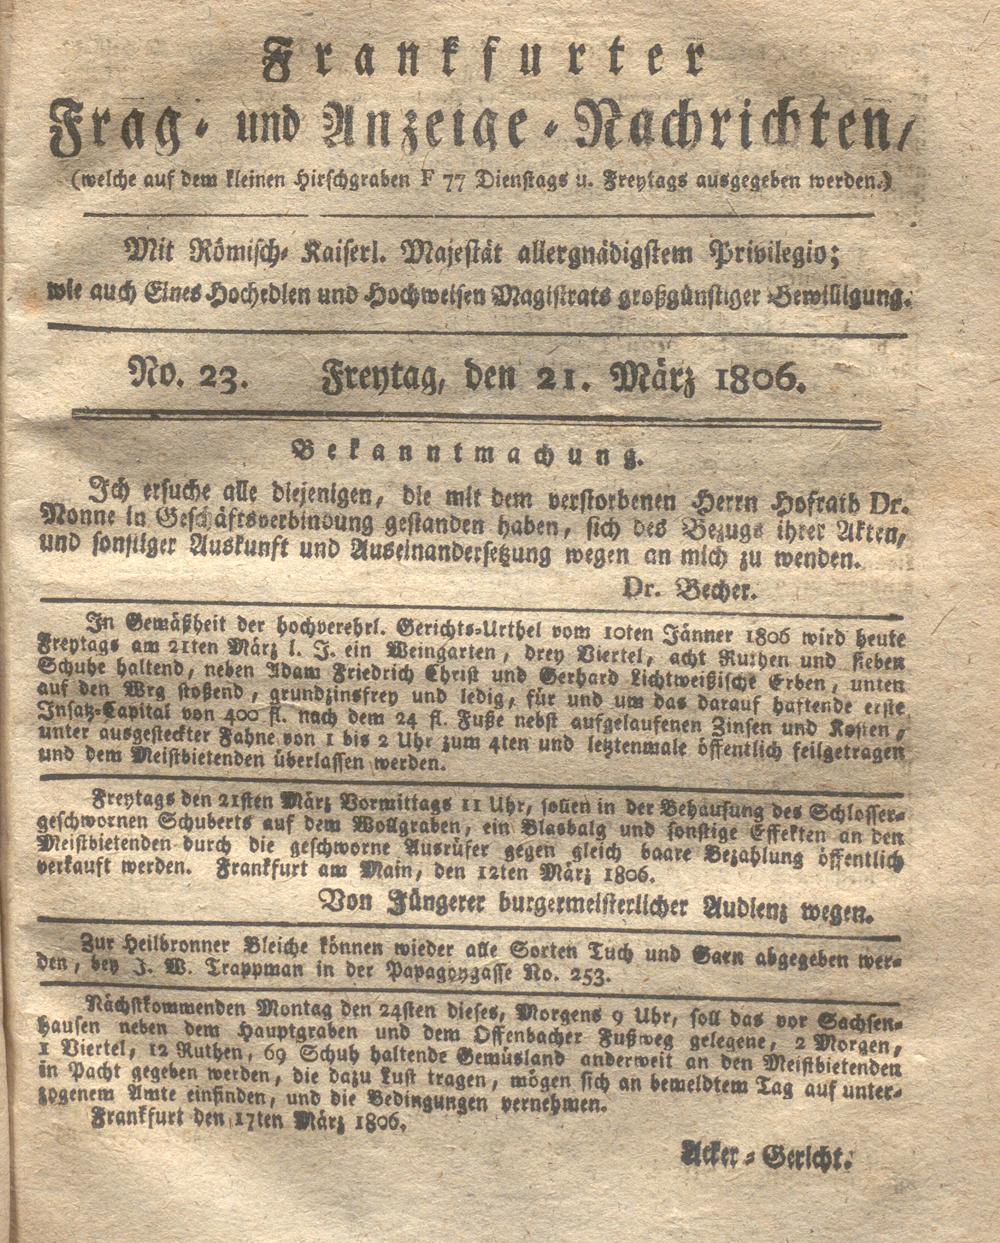 Frankfurter
Frag- und Anzeige-Nachrichten,
(welche auf dem kleinen Hirschgraben F 77 Dienstags u. Freytags ausgegeben werden.)
Mit Römisch- Kaiserl. Majestät allergnädigstem Privilegio;
wie auch Eines Hochedlen und Hochweisen Magistrats großgünstiger Bewilligung.
No. 23. Freytag, den 21. März 1806.
Bekanntmachung.
Ich ersuche alle diejenigen, die mit dem verstorbenen Herrn Hofrath Dr.
Nonne in Geschäftsverbindung gestanden haben, sich des Bezugs ihrer Akten,
und sonstiger Auskunft und Auseinandersetzung wegen an mich zu wenden.
Dr. Becher.
In Gemäßheit der hochverehrl. Gerichts-Urthel vom 10ten Jänner 1806 wird heute
Freytags am 21ten März l. J. ein Weingarten, drey Viertel, acht Ruthen und sieben
Schuhe haltend, neben Adam Friedrich Christ und Gerhard Lichtweißische Erben, unten
auf den Wrg stoßend, grundzinsfrey und ledig, für und um das darauf haftende erste
Insatz-Capital von 400 fl. nach dem 24 fl. Fuße nebst aufgelaufenen Zinsen und Kosten,
unter ausgesteckter Fahne von 1 bis 2 Uhr zum 4ten und letztenmale öffentlich feilgetragen
und dem Meistbietenden überlassen werden.
Freytags den 21sten März Vormittags 11 Uhr, sollen in der Behausung des Schlosser-
geschwornen Schuberts auf dem Wollgraben, ein Blasbalg und sonstige Effekten an den
Meistbietenden durch die geschworne Ausrüfer gegen gleich baare Bezahlung öffentlich
verkauft werden. Frankfurt am Main, den 12ten März 1806.
Von Jüngerer burgermeisterlicher Audienz wegen.
Zur Heilbronner Bleiche können wieder alle Sorten Tuch und Garn abgegeben wer-
den, bey J. W. Trappman in der Papagoygasse No. 253.
Nächstkommenden Montag den 24sten dieses, Morgens 9 Uhr, soll das vor Sachsen-
hausen neben dem Hauptgraben und dem Offenbacher Fußweg gelegene, 2 Morgen,
1 Viertel, 12 Ruthen, 69 Schuh haltende Gemüsland anderweit an den Meistbietenden
in Pacht gegeben werden, die dazu Lust tragen, mögen sich an bemeldtem Tag auf unter-
zogenem Amte einfinden, und die Bedingungen vernehmen.
Frankfurt den 17ten März 1806.
Acker-Gericht.